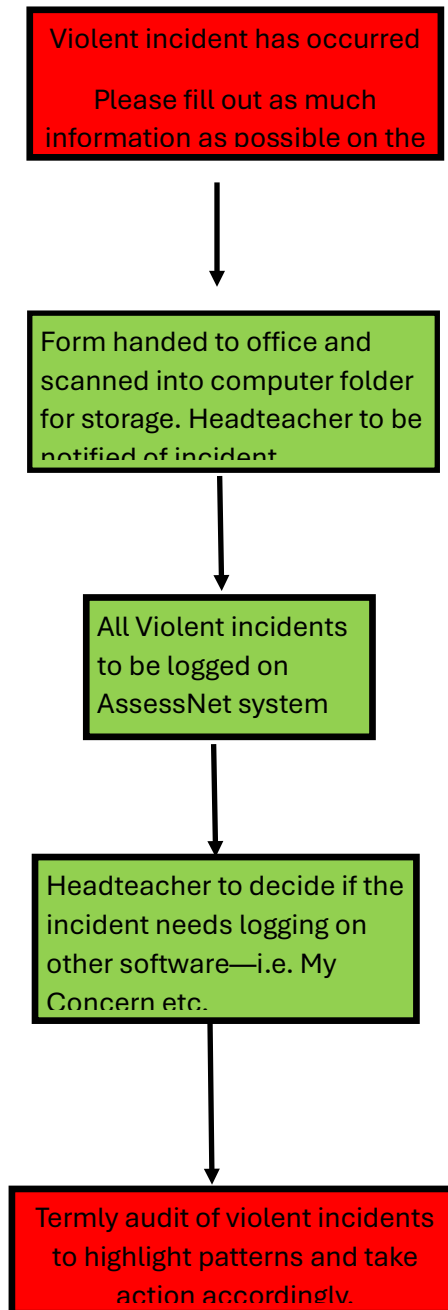 Violent incident has occurred
Please fill out as much
information as possible on the
Form handed to office and
scanned into computer folder
for storage. Headteacher to be
notified of incident
All Violent incidents
to be logged on
AssessNet system
Headteacher to decide if the
incident needs logging on
other software—i.e. My
Concern etc.
Termly audit of violent incidents
to highlight patterns and take
action accordingly.